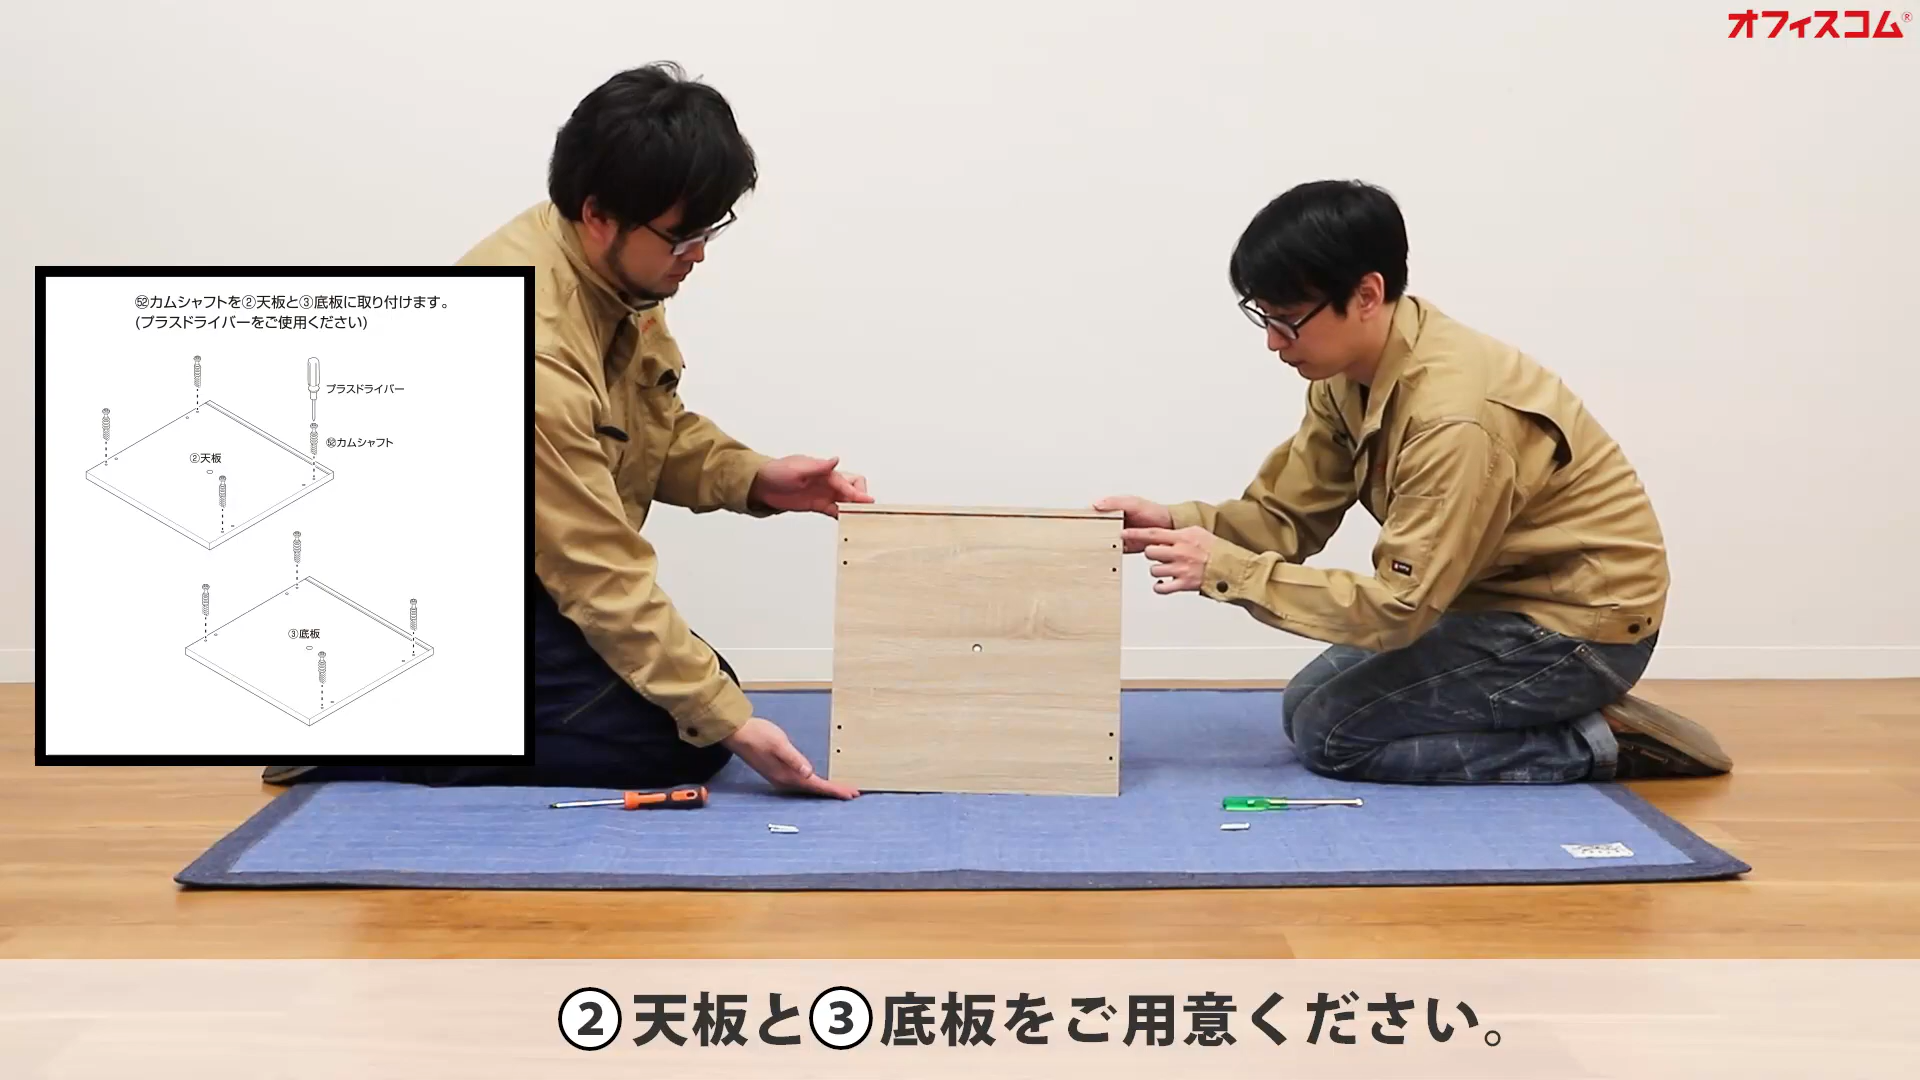 オフィスコム®
㊾カムシャフトを②天板と③底板に取り付けます。
(プラスドライバーをご使用ください)
プラスドライバー
カムシャフト
②天板
③底板
②天板と③底板をご用意ください。